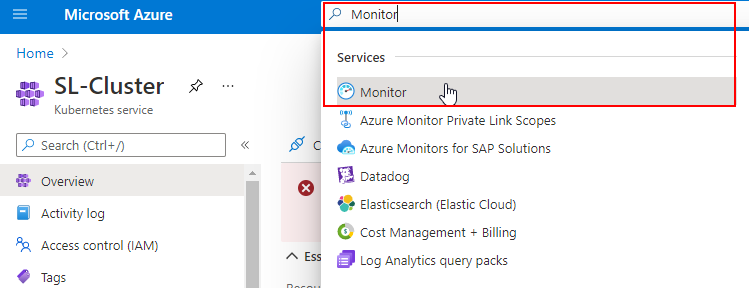 Microsoft Azure
Monitor
Home
SL-Cluster
Kubernetes service
Search (Ctrl+/)
Overview
Activity log
Access control (IAM)
Tags
Services
Monitor
Azure Monitor Private Link Scopes
Azure Monitors for SAP Solutions
Datadog
Elasticsearch (Elastic Cloud)
Cost Management + Billing
Log Analytics query packs